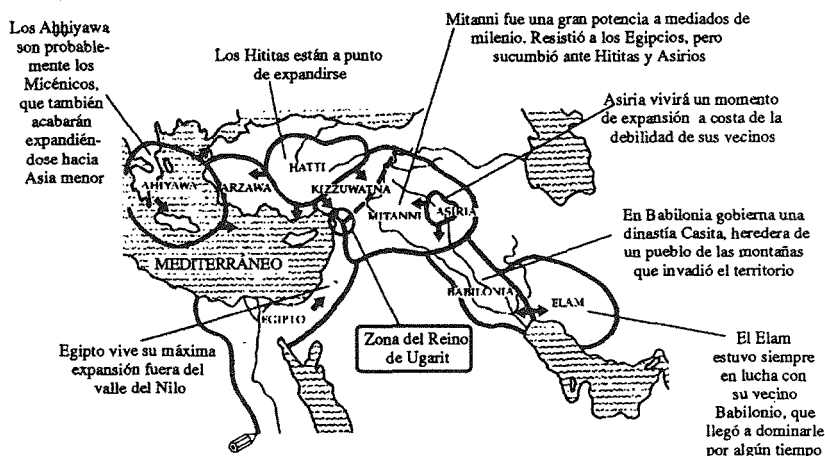 Los Ahhiyawa
son probable-
mente los
Micénicos,
que también
acabarán
expandién-
dose hacia
Asia menor
Los Hititas están a punto
de expandirse
Mitanni fue una gran potencia a mediados de
milenio. Resistió a los Egipcios, pero
sucumbió ante Hititas y Asirios
Asiria vivirá un momento
de expansión a costa de la
debilidad de sus vecinos
En Babilonia gobierna una
dinastía Casita, heredera de
un pueblo de las montañas
que invadió el territorio
AHIYAWA
ARZAWA
HATTI
KIZZUWATNA
MITANNI
ASIRIA
MEDITERRÁNEO
BABILONIA
ELAM
EGIPTO
Zona del Reino
de Ugarit
Egipto vive su máxima
expansión fuera del
valle del Nilo
El Elam
estuvo siempre
en lucha con
su vecino
Babilonio, que
llegó a dominarle
por algún tiempo